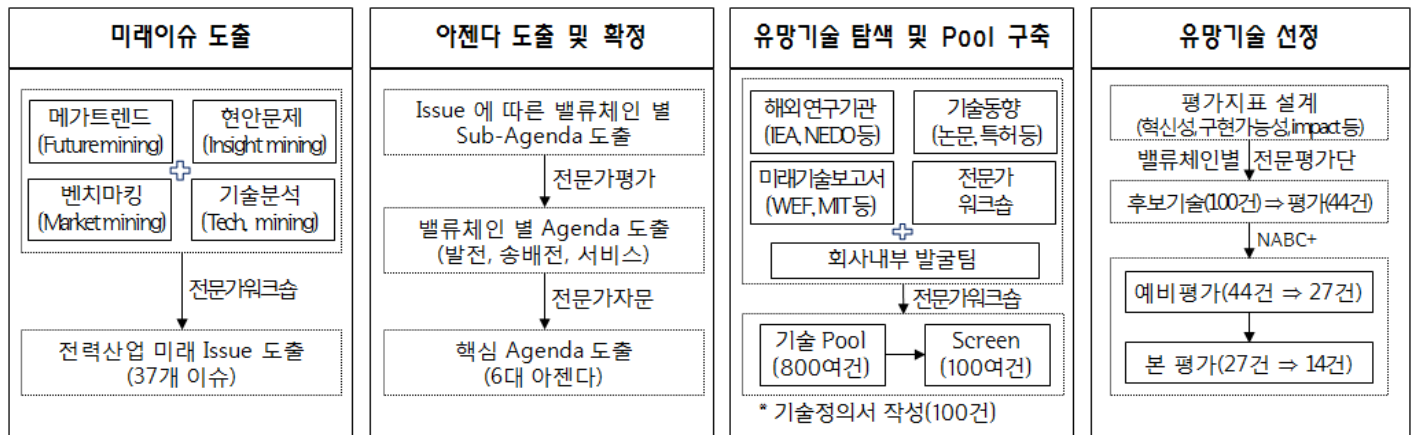 미래이슈 도출
메가트렌드
(Future mining)
현안문제
(Insight mining)
벤치마킹
(Market mining)
기술분석
(Tech, mining)
전문가워크숍
전력산업 미래 Issue 도출
(37개 이슈)
아젠다 도출 및 확정
Issue 에 따른 밸류체인 별
Sub-Agenda 도출
전문가평가
밸류체인 별 Agenda 도출
(발전, 송배전, 서비스)
전문가자문
핵심 Agenda 도출
(6대 아젠다)
유망기술 탐색 및 Pool 구축
해외연구기관
(IEA, NEDO 등)
기술동향
(논문, 특허 등)
미래기술보고서
(WEF, MIT 등)
전문가
워크숍
회사내부 발굴팀
전문가워크숍
기술 Pool
(800여건)
Screen
(100여건)
* 기술정의서 작성(100건)
유망기술 선정
평가지표 설계
(혁신성,구현가능성,impact 등)
밸류체인별 전문평가단
후보기술(100건) ⇒ 평가(44건)
NABC+
예비평가(44건 ⇒ 27건)
본 평가(27건 ⇒ 14건)